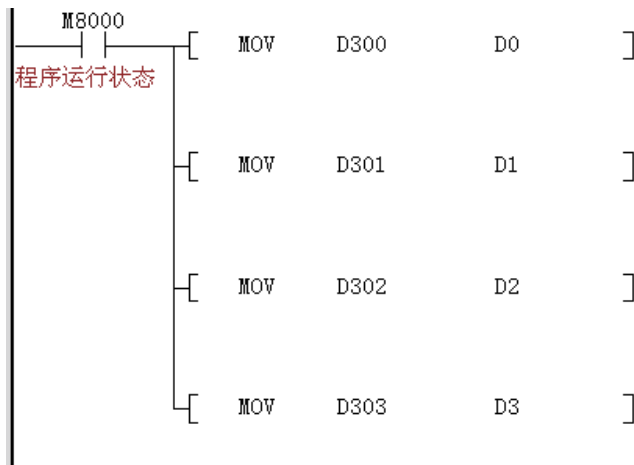 M8000
[ MOV D300 D0 ]
程序运行状态
[ MOV D301 D1 ]
[ MOV D302 D2 ]
[ MOV D303 D3 ]